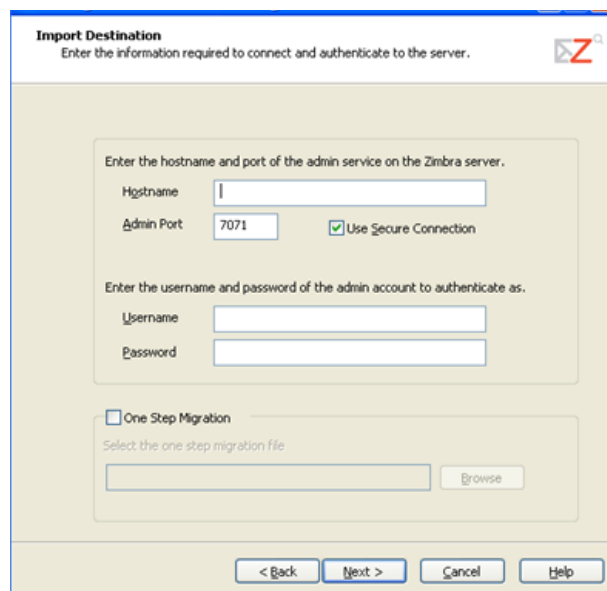 Import Destination
Enter the information required to connect and authenticate to the server.
Z
Enter the hostname and port of the admin service on the Zimbra server.
Hostname
Admin Port 7071 Use Secure Connection
Enter the username and password of the admin account to authenticate as.
Username
Password
One Step Migration
Select the one step migration file
Browse
< Back Next > Cancel Help